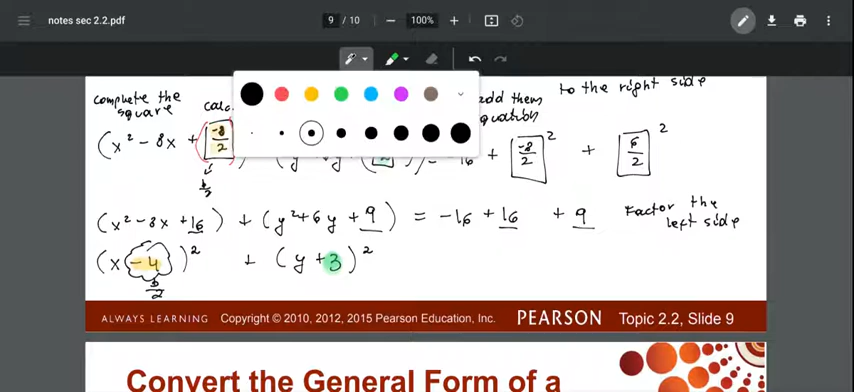 notes sec 2.2.pdf
9 / 10
100%
complete the square
to the right side
add them
equation
(x² - 8x + [-8/2] = -16 + [-8/2]² + [6/2]²
b/2
(x² - 8x + 16) + (y² + 6y + 9) = -16 + 16 + 9 Factor the left side
(x - 4)² + (y + 3)²
b/2
ALWAYS LEARNING Copyright © 2010, 2012, 2015 Pearson Education, Inc. PEARSON Topic 2.2, Slide 9
Convert the General Form of a